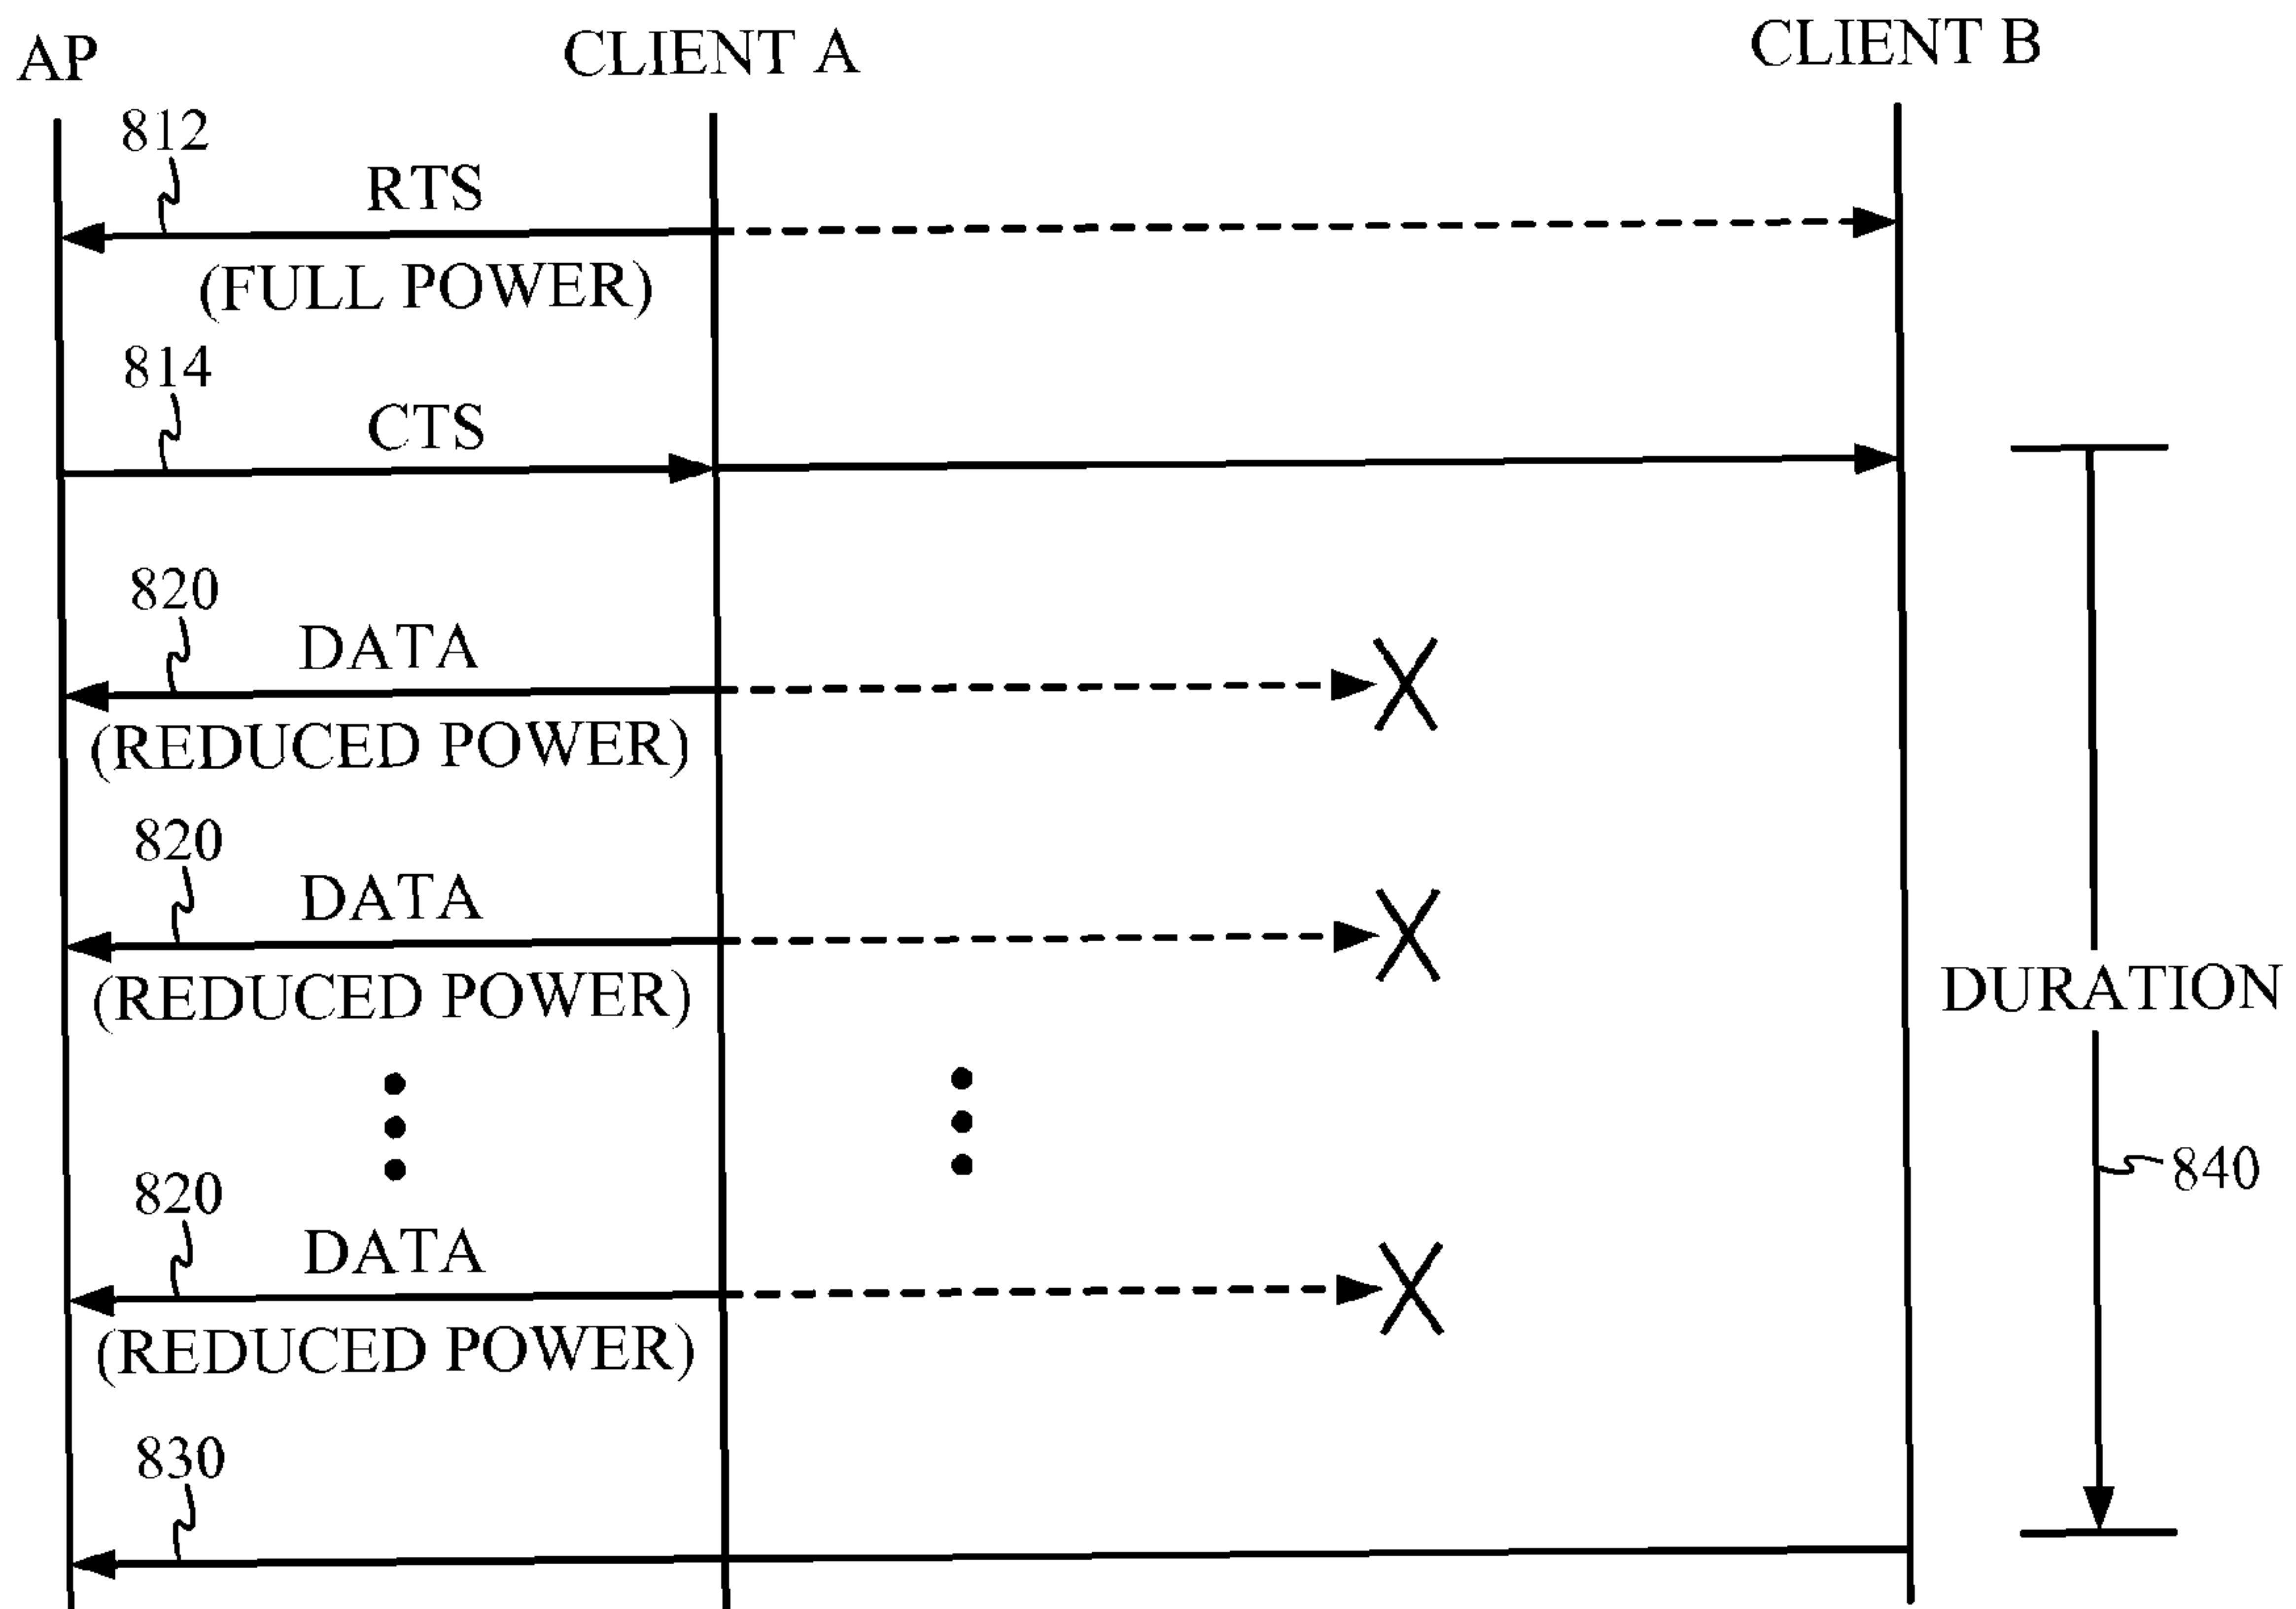 AP
CLIENT A
CLIENT B
812
RTS
(FULL POWER)
814
CTS
820
DATA
(REDUCED POWER)
820
DATA
(REDUCED POWER)
DURATION
840
820
DATA
(REDUCED POWER)
830